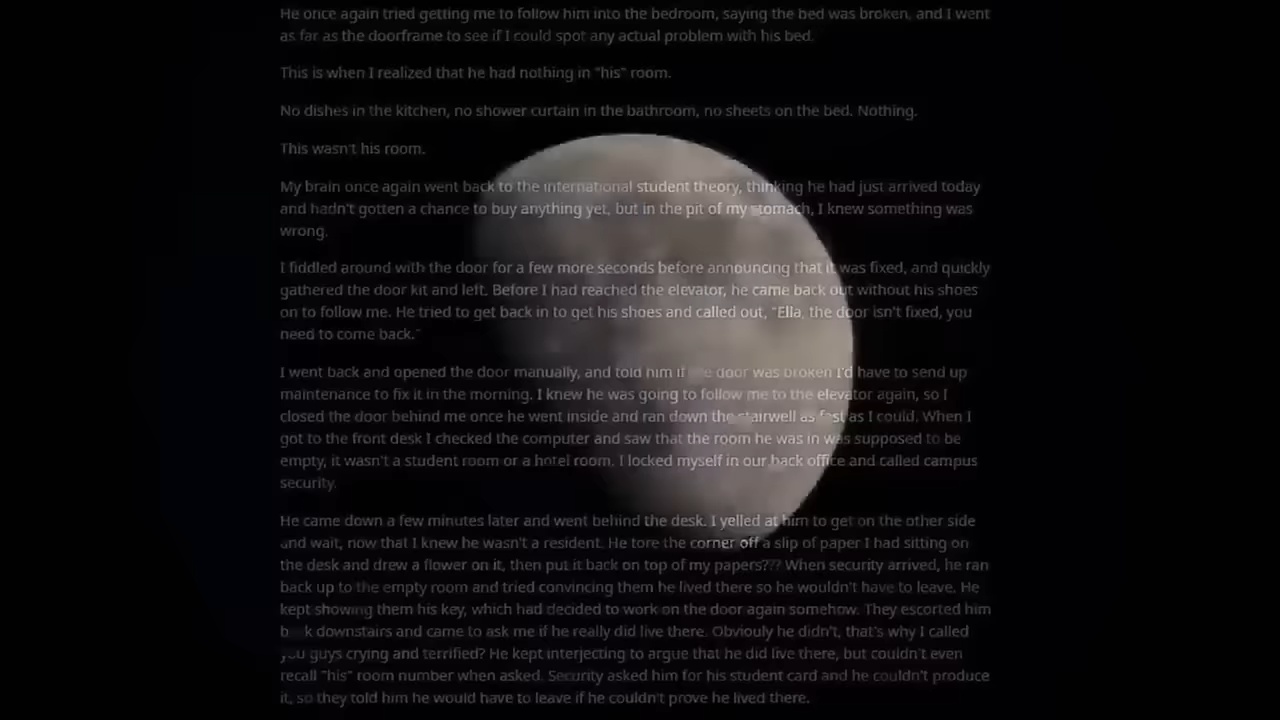 He once again tried getting me to follow him into the bedroom, saying the bed was broken, and I went
as far as the doorframe to see if I could spot any actual problem with his bed.
This is when I realized that he had nothing in "his" room.
No dishes in the kitchen, no shower curtain in the bathroom, no sheets on the bed. Nothing.
This wasn't his room.
My brain once again went back to the international student theory, thinking he had just arrived today
and hadn't gotten a chance to buy anything yet, but in the pit of my stomach, I knew something was
wrong.
I fiddled around with the door for a few more seconds before announcing that it was fixed, and quickly
gathered the door kit and left. Before I had reached the elevator, he came back out without his shoes
on to follow me. He tried to get back in to get his shoes and called out, "Ella, the door isn't fixed, you
need to come back."
I went back and opened the door manually, and told him if the door was broken I'd have to send up
maintenance to fix it in the morning. I knew he was going to follow me to the elevator again, so I
closed the door behind me once he went inside and ran down the stairwell as fast as I could. When I
got to the front desk I checked the computer and saw that the room he was in was supposed to be
empty, it wasn't a student room or a hotel room. I locked myself in our back office and called campus
security.
He came down a few minutes later and went behind the desk. I yelled at him to get on the other side
and wait, now that I knew he wasn't a resident. He tore the corner off a slip of paper I had sitting on
the desk and drew a flower on it, then put it back on top of my papers??? When security arrived, he ran
back up to the empty room and tried convincing them he lived there so he wouldn't have to leave. He
kept showing them his key, which had decided to work on the door again somehow. They escorted him
back downstairs and came to ask me if he really did live there. Obviouly he didn't, that's why I called
you guys crying and terrified? He kept interjecting to argue that he did live there, but couldn't even
recall "his" room number when asked. Security asked him for his student card and he couldn't produce
it, so they told him he would have to leave if he couldn't prove he lived there.